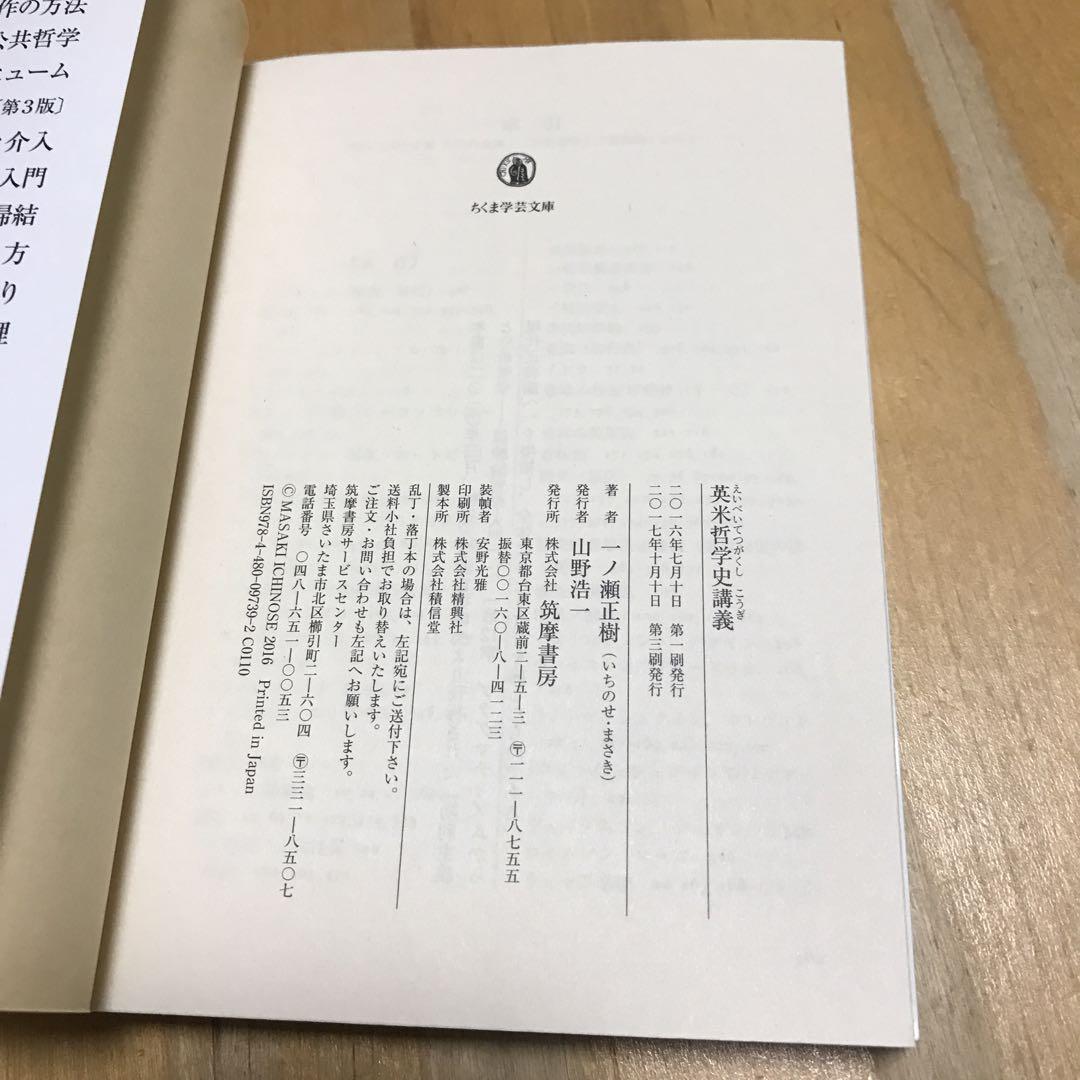 ちくま学芸文庫
英米哲学史講義
えいべいてつがくし こうぎ
二〇一六年七月十日 第一刷発行
二〇一七年十月十日 第三刷発行
著 者 一ノ瀬正樹(いちのせ・まさき)
発行者 山野浩一
発行所 株式会社 筑摩書房
東京都台東区蔵前二―五―三 〒一一一―八七五五
振替〇〇一六〇―八―四一二三
装幀者 安野光雅
印刷所 株式会社精興社
製本所 株式会社積信堂
乱丁・落丁本の場合は、左記宛にご送付下さい。
送料小社負担でお取り替えいたします。
ご注文・お問い合わせも左記へお願いします。
筑摩書房サービスセンター
埼玉県さいたま市北区櫛引町二―六〇四 〒三三一―八五〇七
電話番号 〇四八―六五一―〇〇五三
© MASAKI ICHINOSE 2016 Printed in Japan
ISBN978-4-480-09739-2 C0110
作の方法
公共哲学
ヒューム
〔第3版〕
介入
入門
帰結
方
り
理